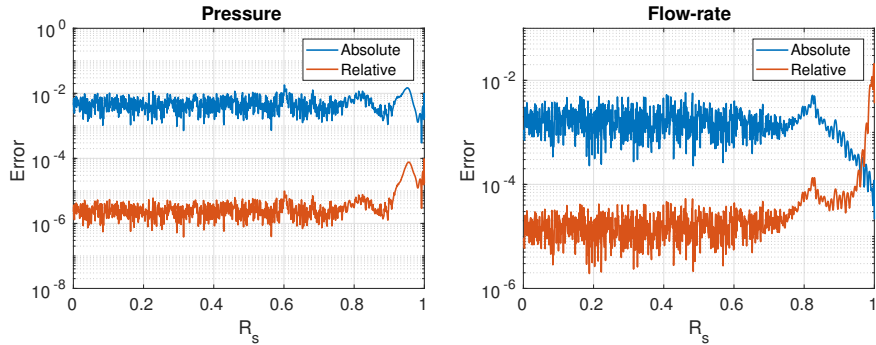 Pressure
Absolute
Relative
Error
10^0
10^-2
10^-4
10^-6
10^-8
0
0.2
0.4
0.6
0.8
1
R_s
Flow-rate
Absolute
Relative
Error
10^-2
10^-4
10^-6
0
0.2
0.4
0.6
0.8
1
R_s